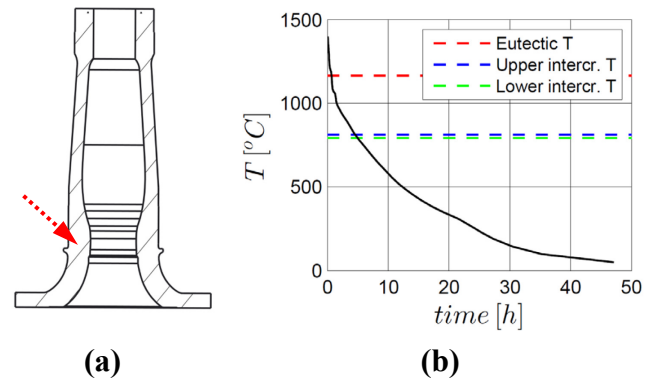 1500
1000
500
0
T [°C]
Eutectic T
Upper intercr. T
Lower intercr. T
0 10 20 30 40 50
time [h]
(a) (b)